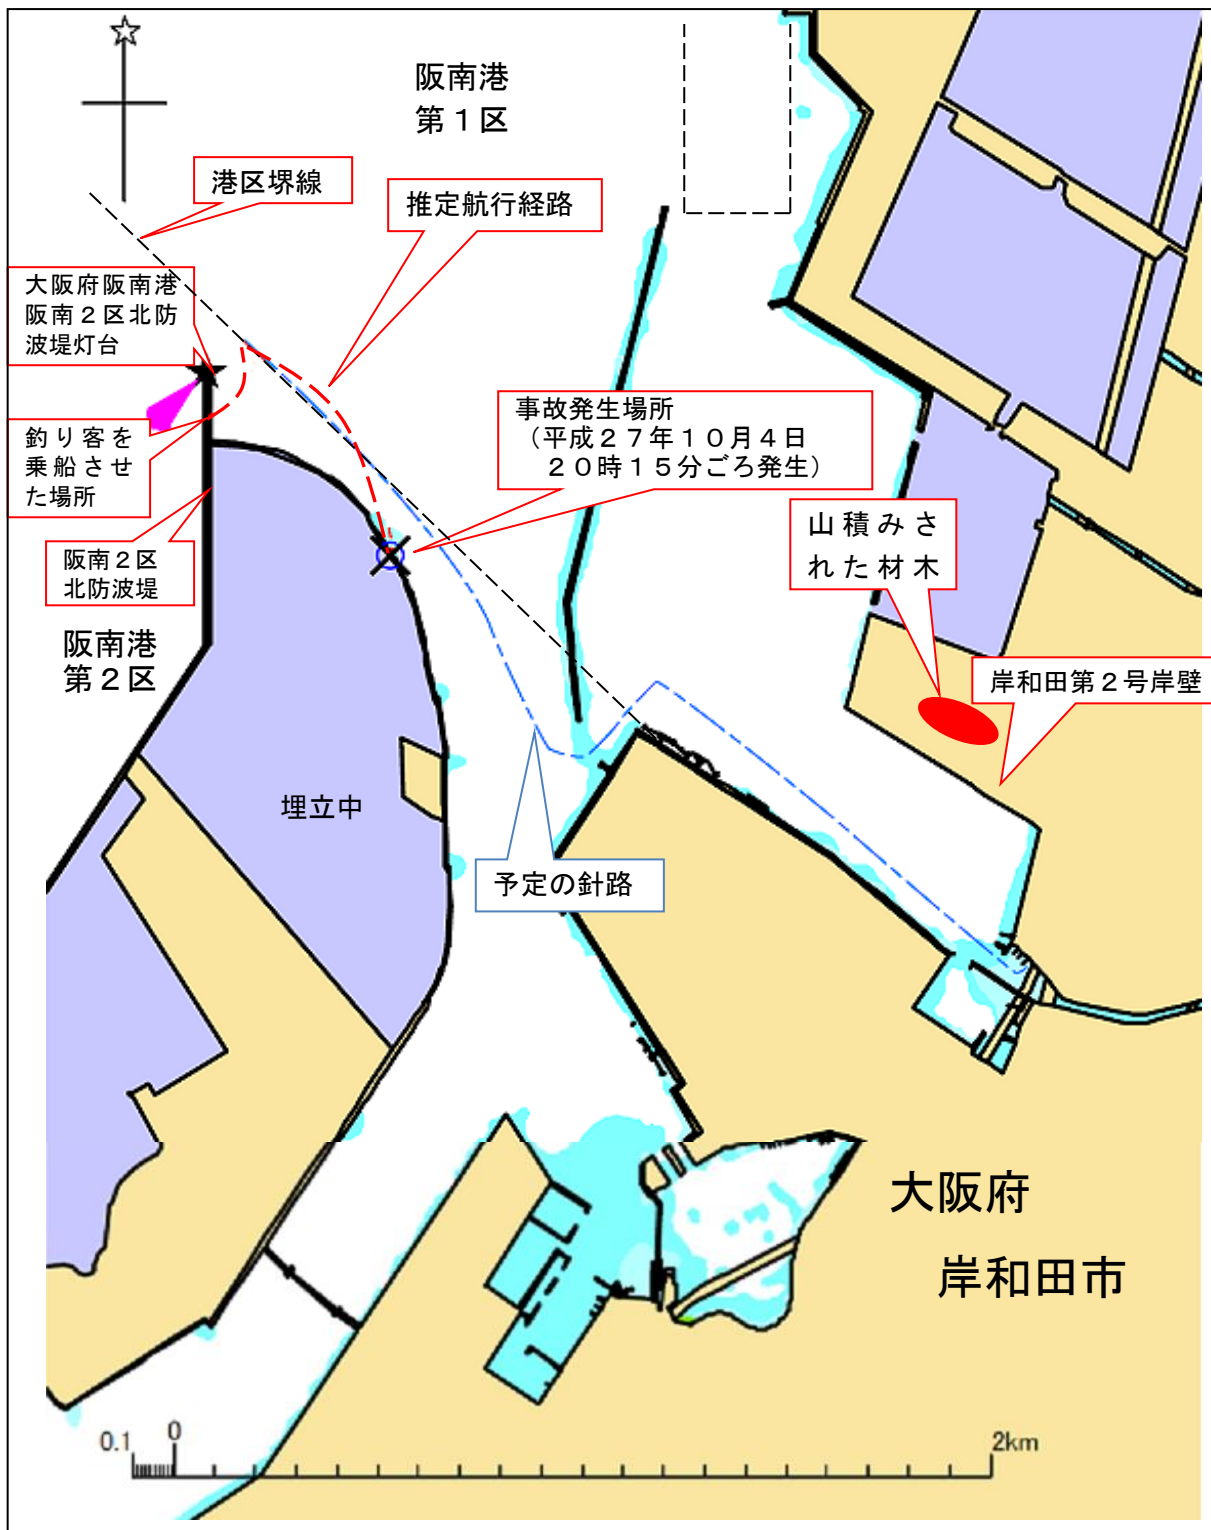 阪南港
第１区
港区堺線
推定航行経路
大阪府阪南港
阪南２区北防
波堤灯台
釣り客を
乗船させ
た場所
事故発生場所
（平成２７年１０月４日
２０時１５分ごろ発生）
山積みさ
れた材木
阪南２区
北防波堤
阪南港
第２区
岸和田第２号岸壁
埋立中
予定の針路
大阪府
岸和田市
0.1
0
2km